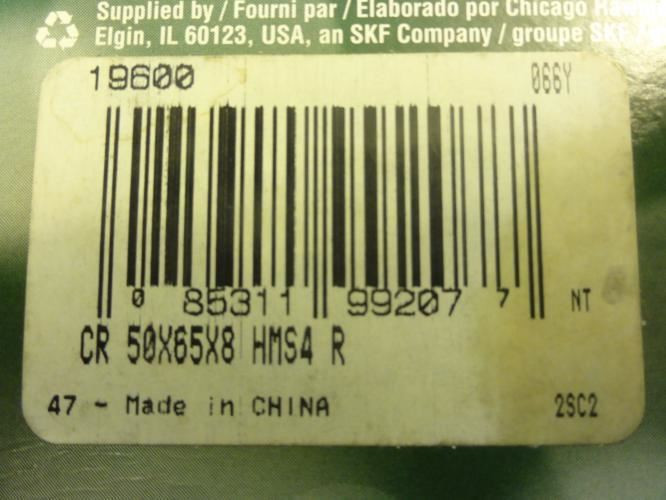 Supplied by / Fourni par / Elaborado por Chicago
Elgin, IL 60123, USA, an SKF Company / groupe SKF
19600 066Y
0 85311 99207 7 NT
CR 50X65X8 HMS4 R
47 - Made in CHINA 2SC2